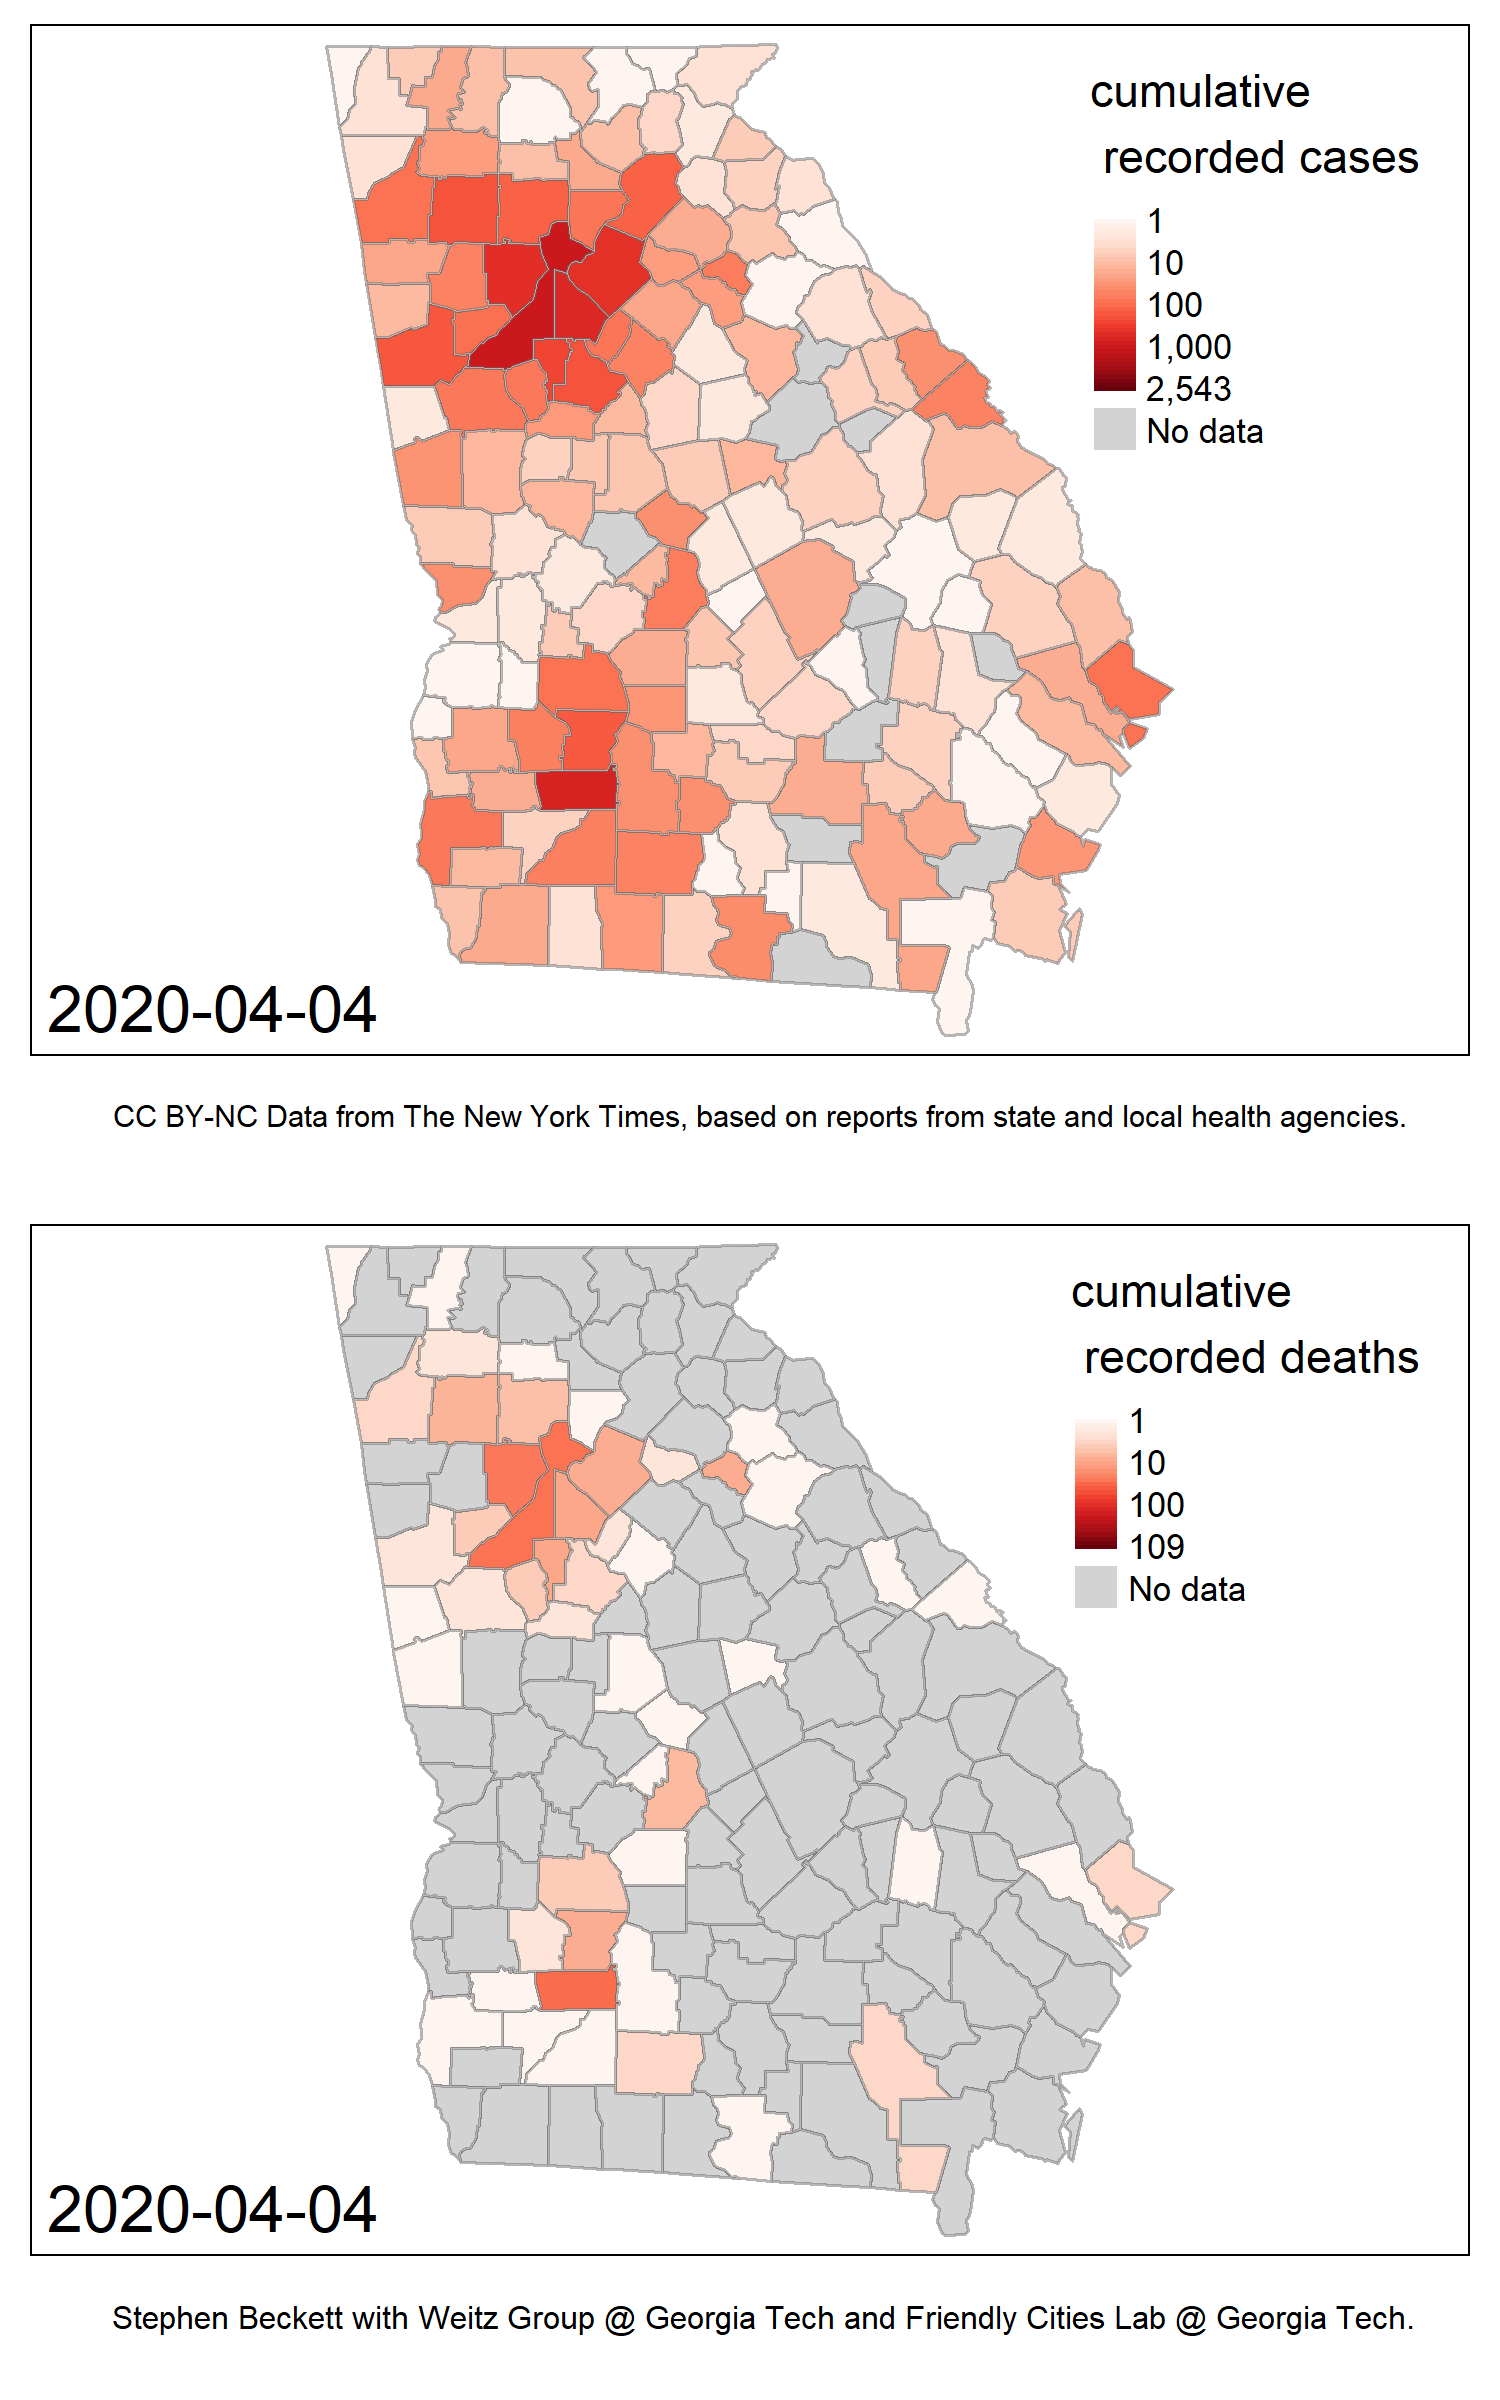 cumulative
recorded cases
1
10
100
1,000
2,543
No data
2020-04-04
CC BY-NC Data from The New York Times, based on reports from state and local health agencies.
cumulative
recorded deaths
1
10
100
109
No data
2020-04-04
Stephen Beckett with Weitz Group @ Georgia Tech and Friendly Cities Lab @ Georgia Tech.